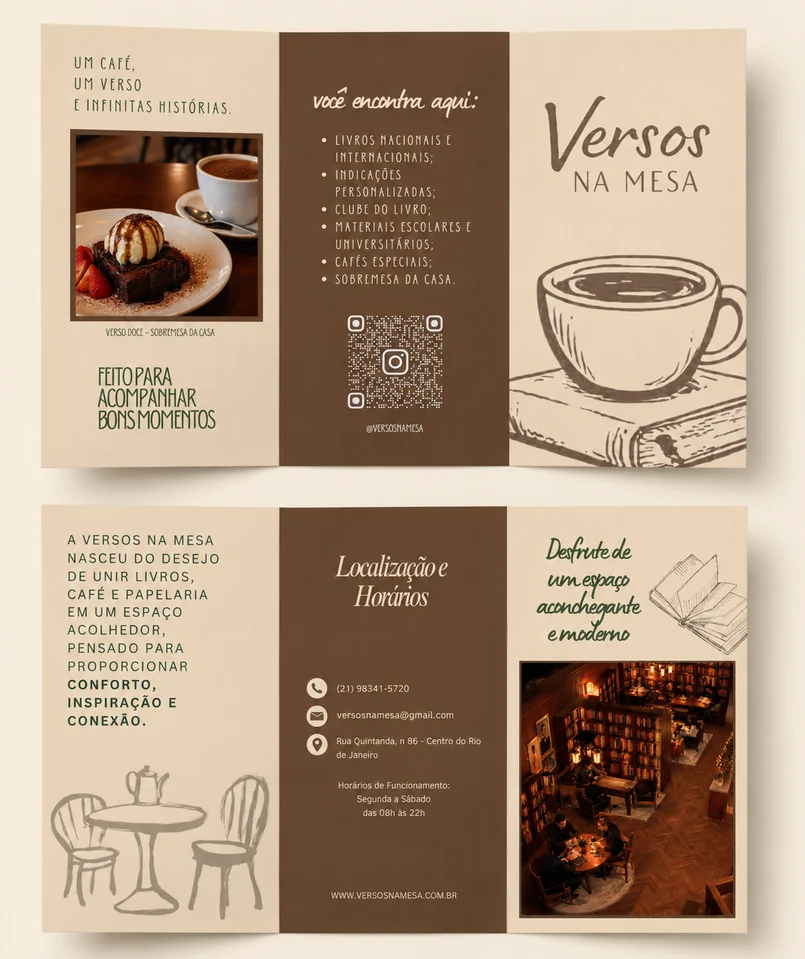 UM CAFÉ,
UM VERSO
E INFINITAS HISTÓRIAS.
VERSO DOCE – SOBREMESA DA CASA
FEITO PARA
ACOMPANHAR
BONS MOMENTOS
você encontra aqui:
• LIVROS NACIONAIS E
INTERNACIONAIS;
• INDICAÇÕES
PERSONALIZADAS;
• CLUBE DO LIVRO;
• MATERIAIS ESCOLARES E
UNIVERSITÁRIOS;
• CAFÉS ESPECIAIS;
• SOBREMESA DA CASA.
@VERSOSNAMESA
Versos
NA MESA
A VERSOS NA MESA
NASCEU DO DESEJO
DE UNIR LIVROS,
CAFÉ E PAPELARIA
EM UM ESPAÇO
ACOLHEDOR,
PENSADO PARA
PROPORCIONAR
CONFORTO,
INSPIRAÇÃO E
CONEXÃO.
Localização e
Horários
(21) 98341-5720
versosnamesa@gmail.com
Rua Quintanda, n 86 - Centro do Rio
de Janeiro
Horários de Funcionamento:
Segunda a Sábado
das 08h às 22h
WWW.VERSOSNAMESA.COM.BR
Desfrute de
um espaço
aconchegante
e moderno